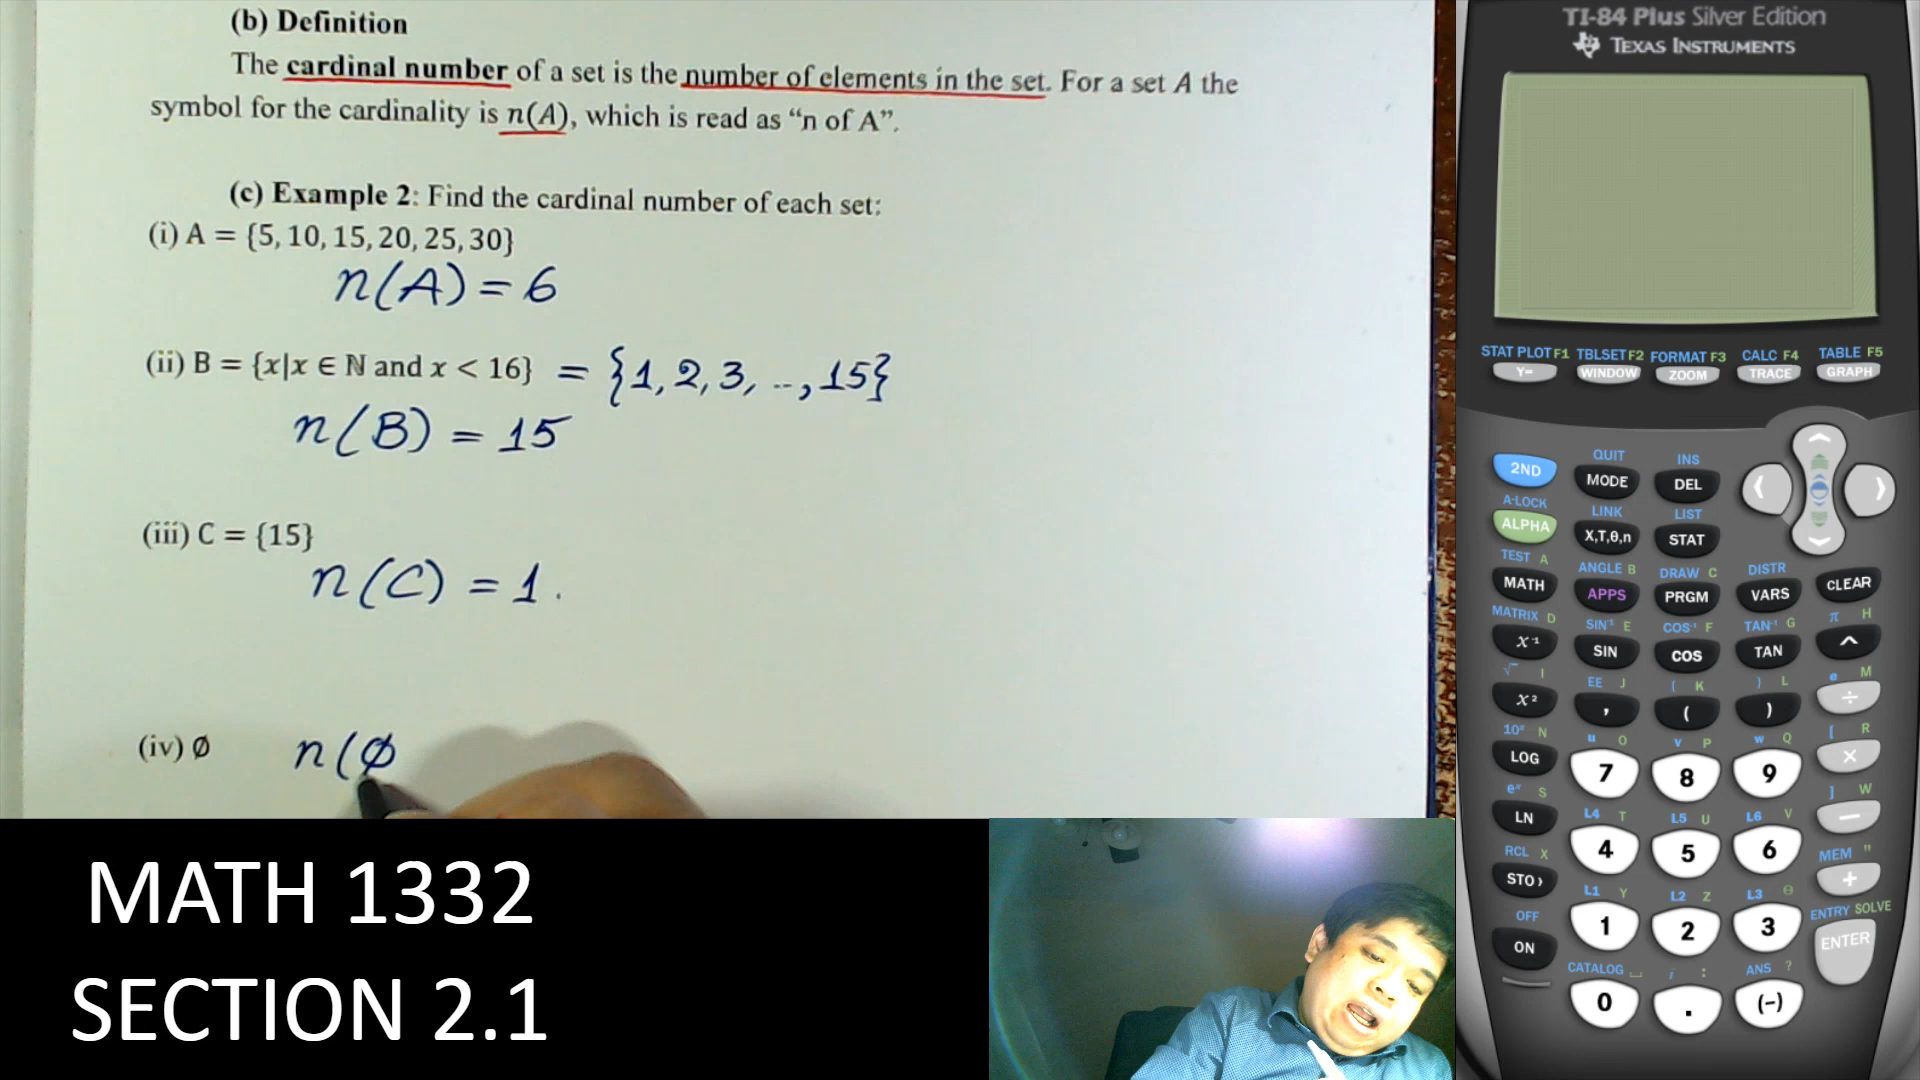 (b) Definition
The cardinal number of a set is the number of elements in the set. For a set A the
symbol for the cardinality is n(A), which is read as “n of A”.
(c) Example 2: Find the cardinal number of each set:
(i) A = {5, 10, 15, 20, 25, 30}
n(A) = 6
(ii) B = {x|x ∈ ℕ and x < 16} = {1, 2, 3, .., 15}
n(B) = 15
(iii) C = {15}
n(C) = 1.
(iv) ∅ n(∅
MATH 1332
SECTION 2.1
TI-84 Plus Silver Edition
TEXAS INSTRUMENTS
STAT PLOT F1 TBLSET F2 FORMAT F3 CALC F4 TABLE F5
Y= WINDOW ZOOM TRACE GRAPH
QUIT INS
2ND MODE DEL
A-LOCK LINK LIST
ALPHA X,T,θ,n STAT
TEST A ANGLE B DRAW C DISTR
MATH APPS PRGM VARS CLEAR
MATRIX D SIN⁻¹ E COS⁻¹ F TAN⁻¹ G π H
x⁻¹ SIN COS TAN ^
√ I EE J { K } L e M
x² , ( ) ÷
10ˣ N u O v P w Q [ R
LOG 7 8 9 ×
eˣ S L4 T L5 U L6 V ] W
LN 4 5 6 −
RCL X L1 Y L2 Z L3 θ MEM "
STO› 1 2 3 +
OFF ENTRY SOLVE
ON ENTER
CATALOG ⎵ i : ANS ?
0 . (−)